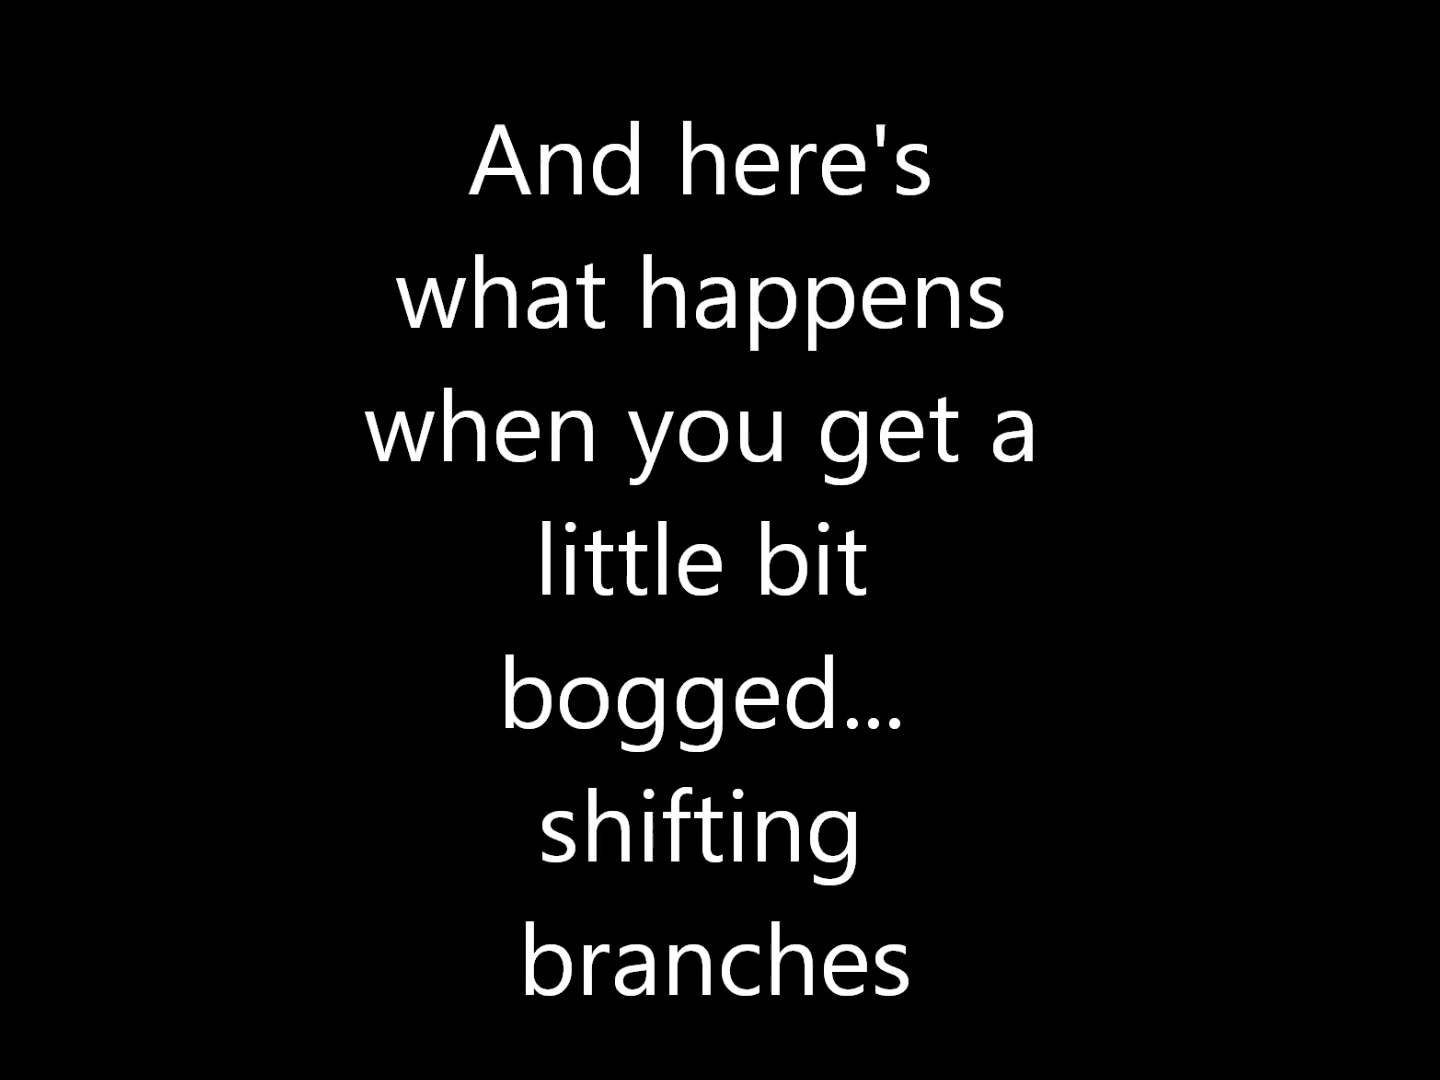 And here's
what happens
when you get a
little bit
bogged...
shifting
branches